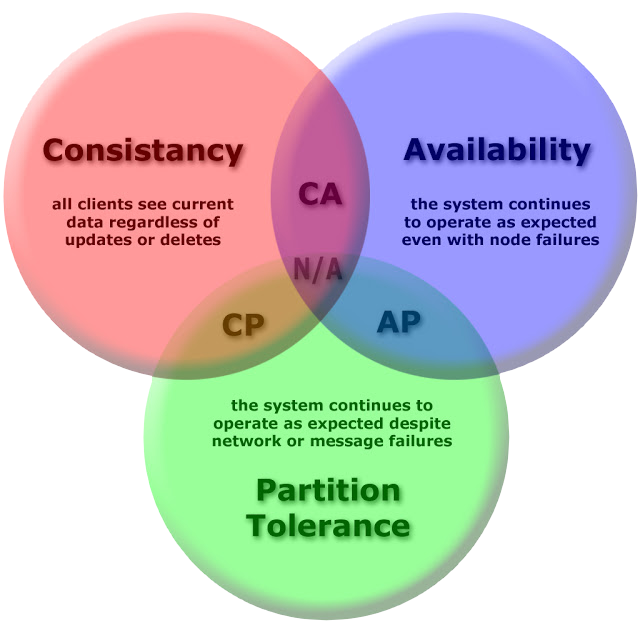 Consistancy
all clients see current
data regardless of
updates or deletes
Availability
the system continues
to operate as expected
even with node failures
CA
N/A
CP
AP
the system continues to
operate as expected despite
network or message failures
Partition
Tolerance